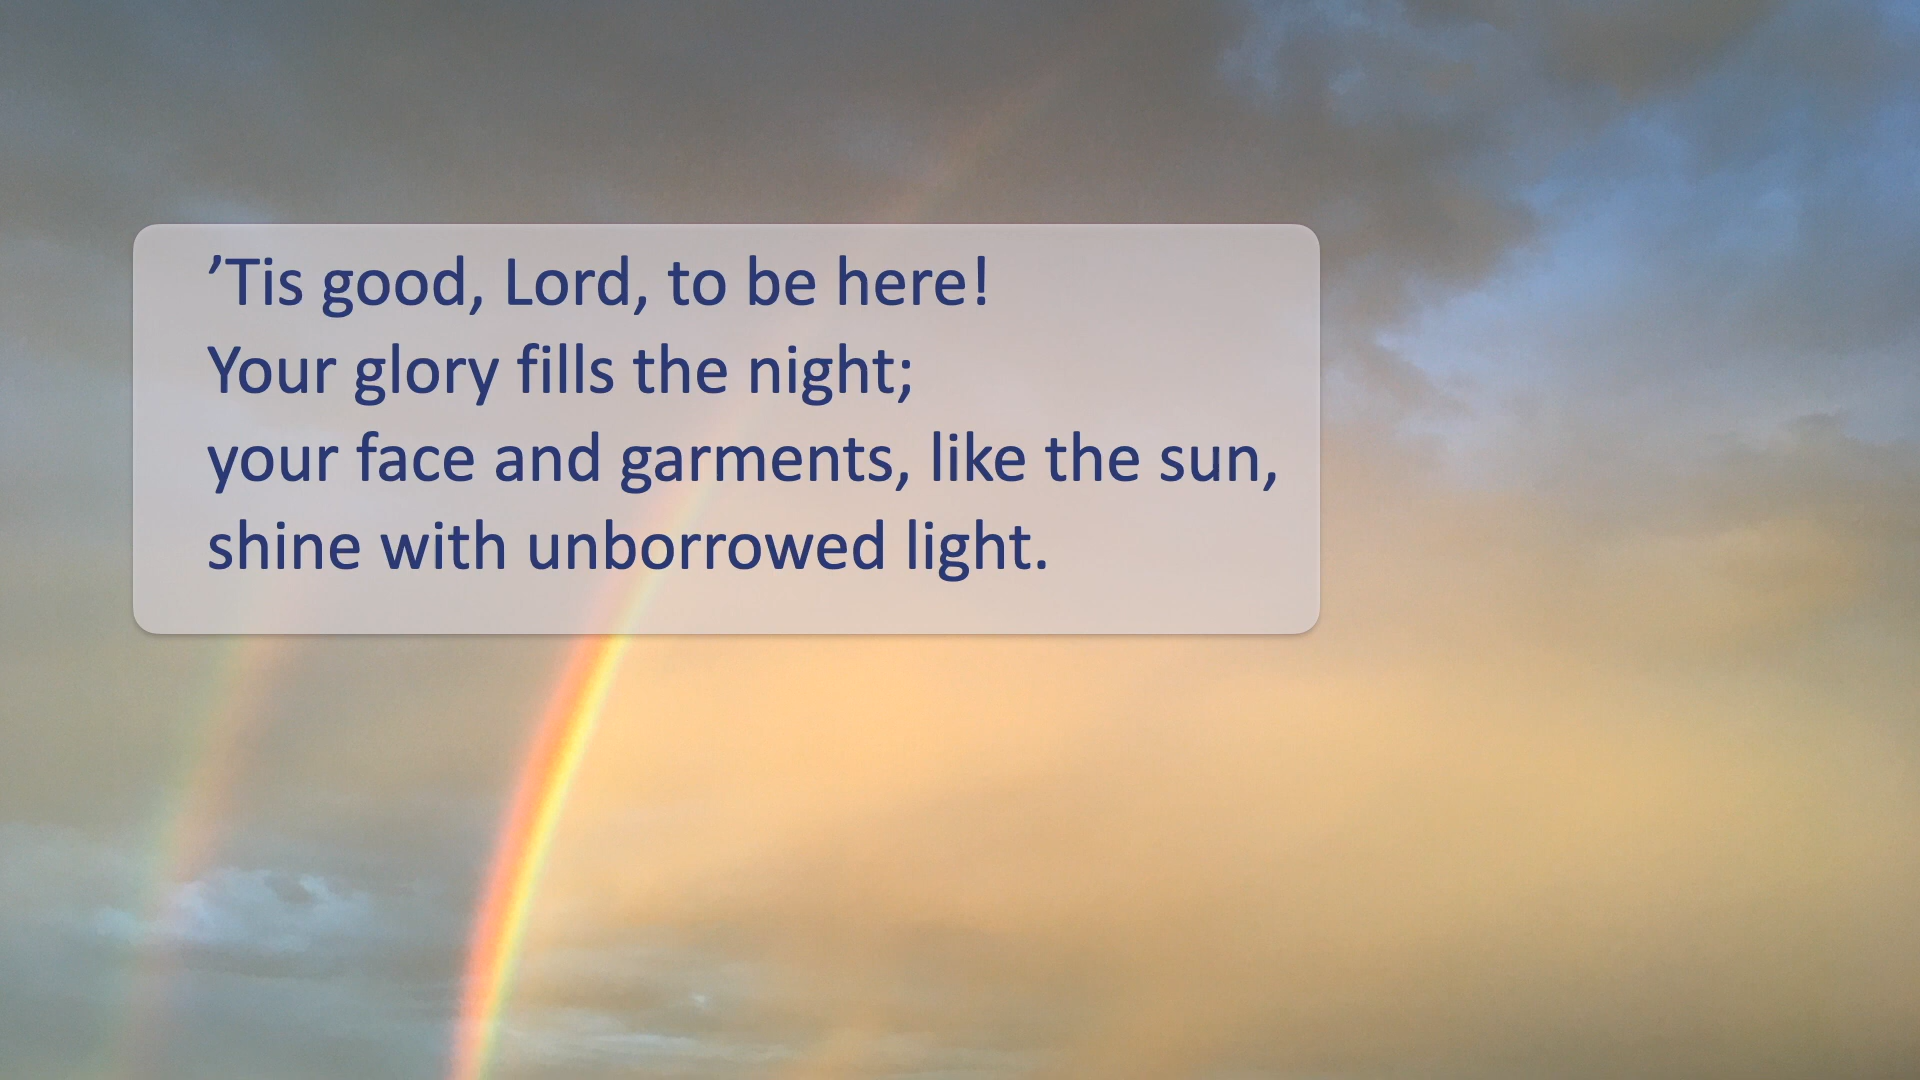 ’Tis good, Lord, to be here!
Your glory fills the night;
your face and garments, like the sun,
shine with unborrowed light.